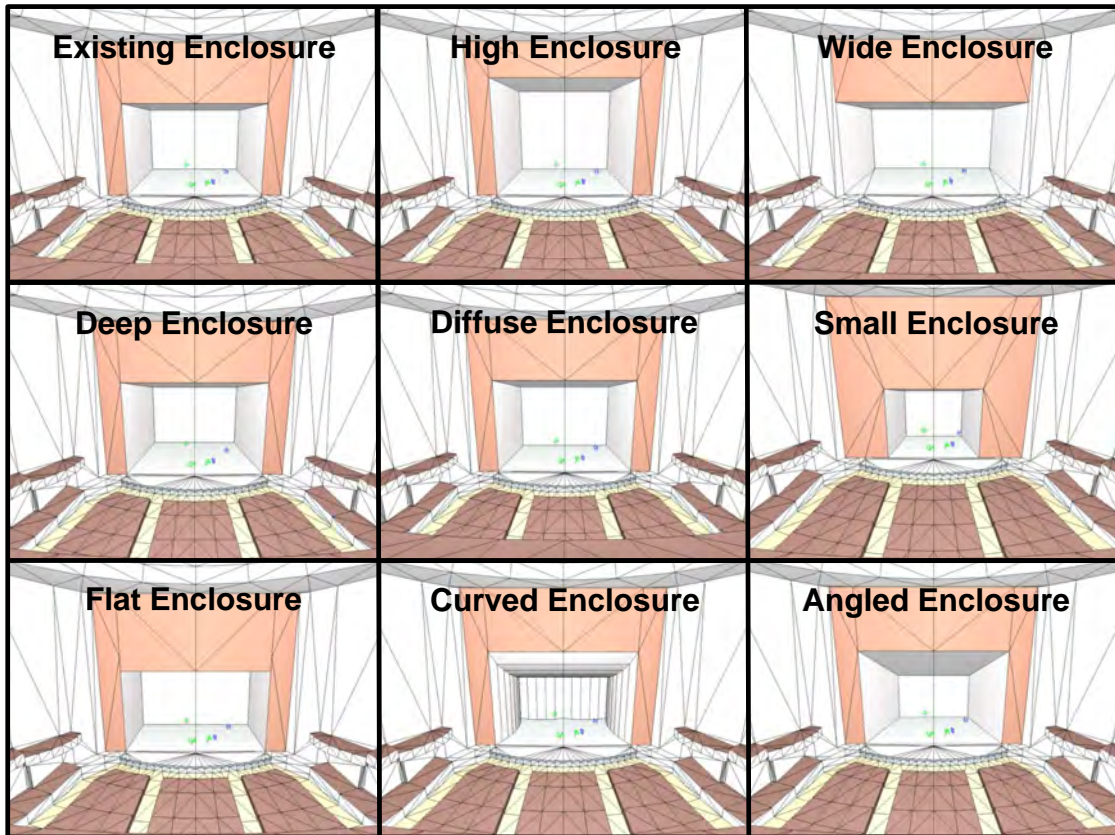 Existing Enclosure
High Enclosure
Wide Enclosure
Deep Enclosure
Diffuse Enclosure
Small Enclosure
Flat Enclosure
Curved Enclosure
Angled Enclosure